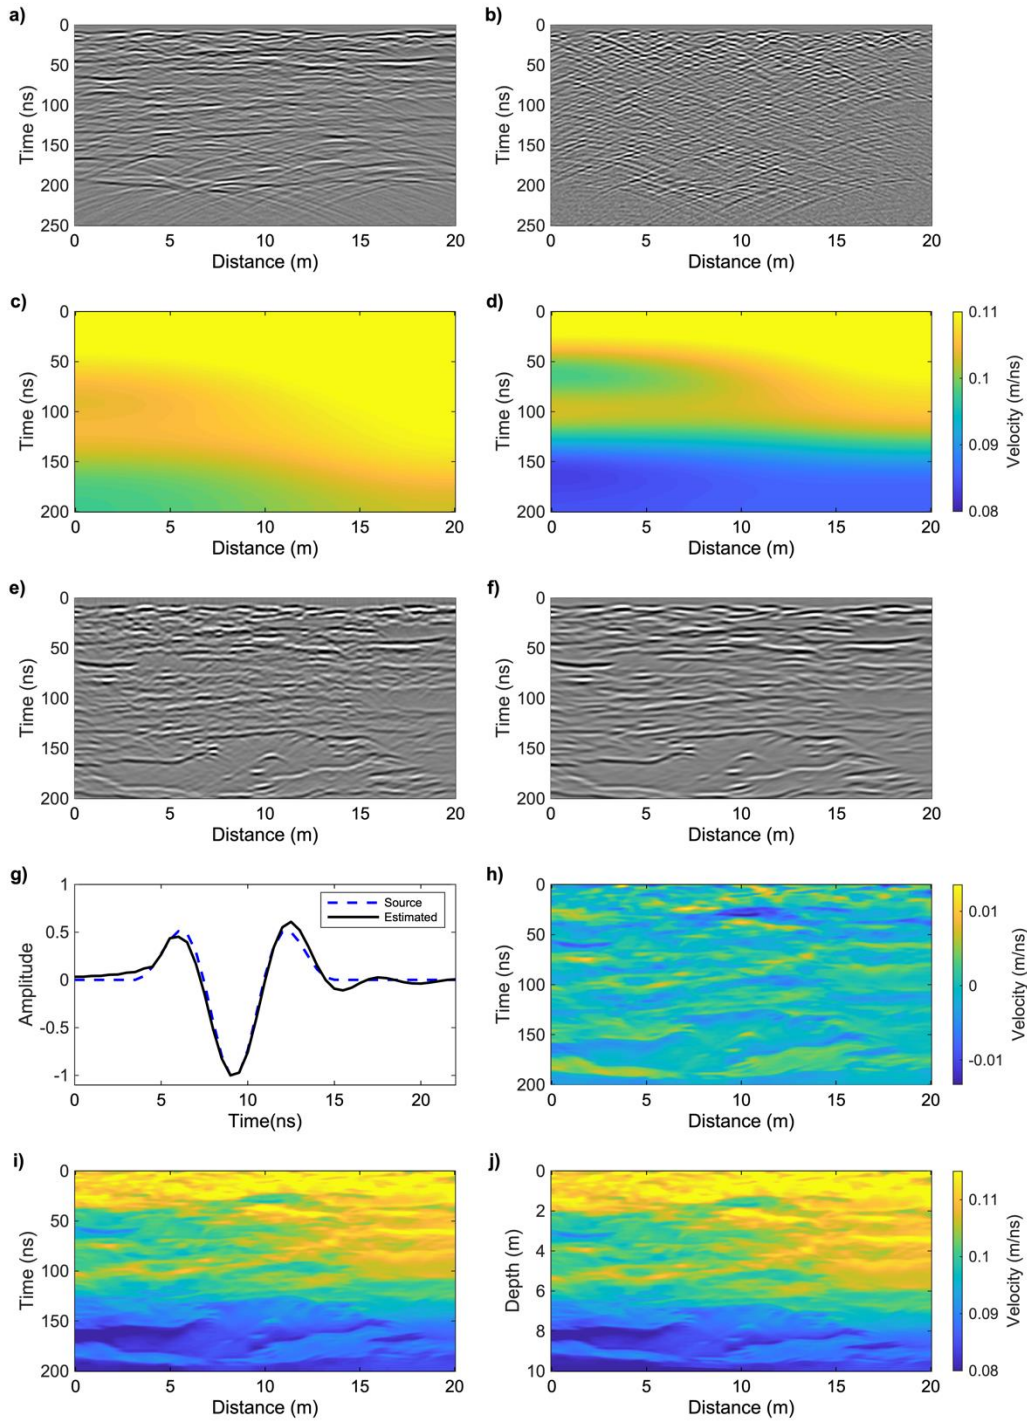 a)
b)
0
50
100
150
200
250
Time (ns)
0 5 10 15 20
Distance (m)
0
50
100
150
200
250
Time (ns)
0 5 10 15 20
Distance (m)
c)
d)
0
50
100
150
200
Time (ns)
0 5 10 15 20
Distance (m)
0
50
100
150
200
Time (ns)
0 5 10 15 20
Distance (m)
0.11
0.1
0.09
0.08
Velocity (m/ns)
e)
f)
0
50
100
150
200
Time (ns)
0 5 10 15 20
Distance (m)
0
50
100
150
200
Time (ns)
0 5 10 15 20
Distance (m)
g)
h)
1
0.5
0
-0.5
-1
Amplitude
Source
Estimated
0 5 10 15 20
Time(ns)
0
50
100
150
200
Time (ns)
0 5 10 15 20
Distance (m)
0.01
0
-0.01
Velocity (m/ns)
i)
j)
0
50
100
150
200
Time (ns)
0 5 10 15 20
Distance (m)
0
2
4
6
8
10
Depth (m)
0 5 10 15 20
Distance (m)
0.11
0.1
0.09
0.08
Velocity (m/ns)